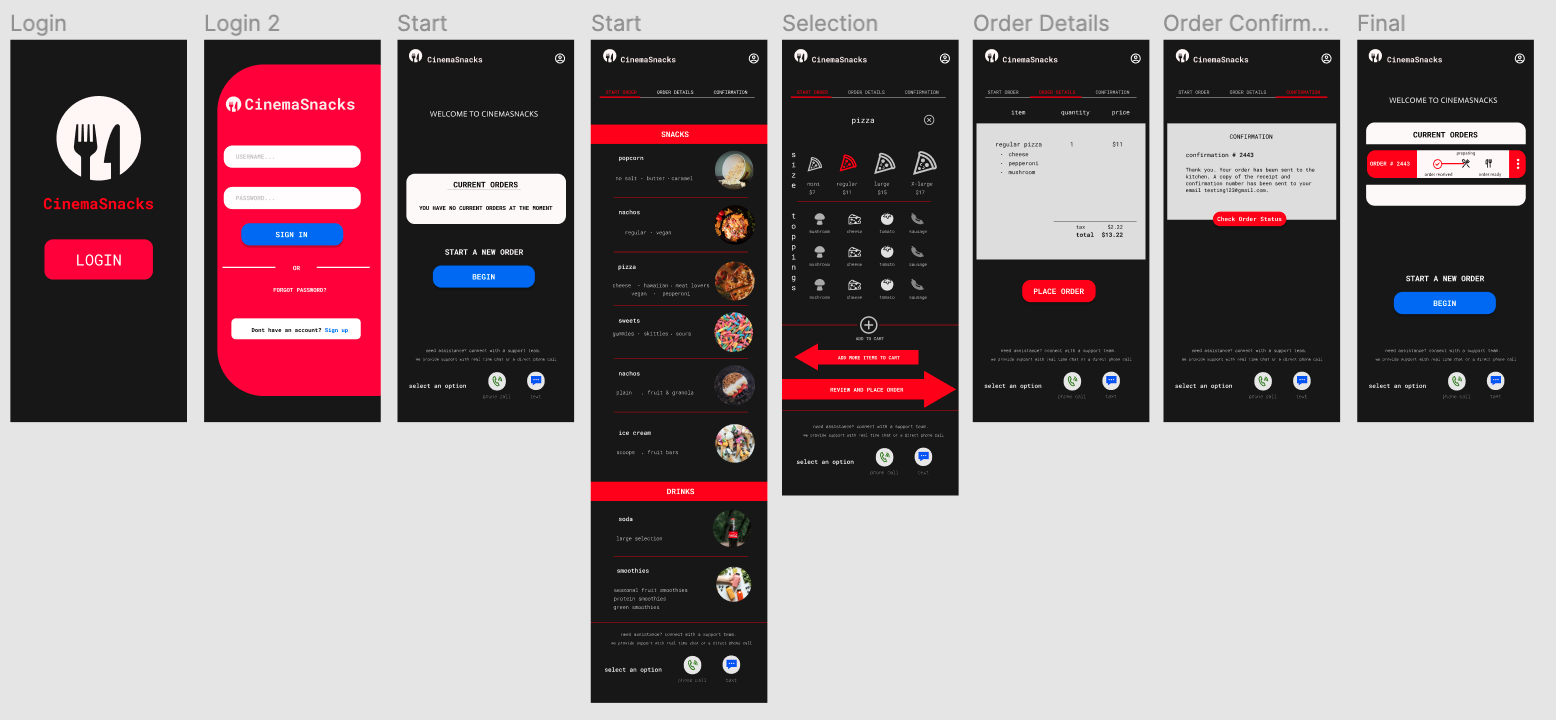 Login
CinemaSnacks
LOGIN
Login 2
CinemaSnacks
USERNAME...
PASSWORD...
SIGN IN
OR
FORGOT PASSWORD?
Dont have an account? Sign up
Start
CinemaSnacks
WELCOME TO CINEMASNACKS
CURRENT ORDERS
YOU HAVE NO CURRENT ORDERS AT THE MOMENT
START A NEW ORDER
BEGIN
need assistance? connect with a support team.
we provide support with real time chat or a direct phone call
select an option
phone call
text
Start
CinemaSnacks
START ORDER
ORDER DETAILS
CONFIRMATION
SNACKS
popcorn
no salt - butter - caramel
nachos
regular - vegan
pizza
cheese - hawaiian - meat lovers
vegan - pepperoni
sweets
gummies - skittles - sours
nachos
plain . fruit & granola
ice cream
scoops . fruit bars
DRINKS
soda
large selection
smoothies
seasonal fruit smoothies
protein smoothies
green smoothies
need assistance? connect with a support team.
we provide support with real time chat or a direct phone call
select an option
phone call
text
Selection
CinemaSnacks
START ORDER
ORDER DETAILS
CONFIRMATION
pizza
size
mini
regular
large
X-large
$7
$11
$15
$17
toppings
mushroom
cheese
tomato
sausage
mushroom
cheese
tomato
sausage
mushroom
cheese
tomato
sausage
ADD TO CART
ADD MORE ITEMS TO CART
REVIEW AND PLACE ORDER
need assistance? connect with a support team.
we provide support with real time chat or a direct phone call
select an option
phone call
text
Order Details
CinemaSnacks
START ORDER
ORDER DETAILS
CONFIRMATION
item
quantity
price
regular pizza
1
$11
- cheese
- pepperoni
- mushroom
tax $2.22
total $13.22
PLACE ORDER
need assistance? connect with a support team.
we provide support with real time chat or a direct phone call
select an option
phone call
text
Order Confirm...
CinemaSnacks
START ORDER
ORDER DETAILS
CONFIRMATION
CONFIRMATION
confirmation # 2443
Thank you. Your order has been sent to the
kitchen. A copy of the receipt and
confirmation number has been sent to your
email testing123@gmail.com.
Check Order Status
need assistance? connect with a support team.
we provide support with real time chat or a direct phone call
select an option
phone call
text
Final
CinemaSnacks
WELCOME TO CINEMASNACKS
CURRENT ORDERS
ORDER # 2443
preparing
order received
order ready
START A NEW ORDER
BEGIN
need assistance? connect with a support team.
we provide support with real time chat or a direct phone call
select an option
phone call
text